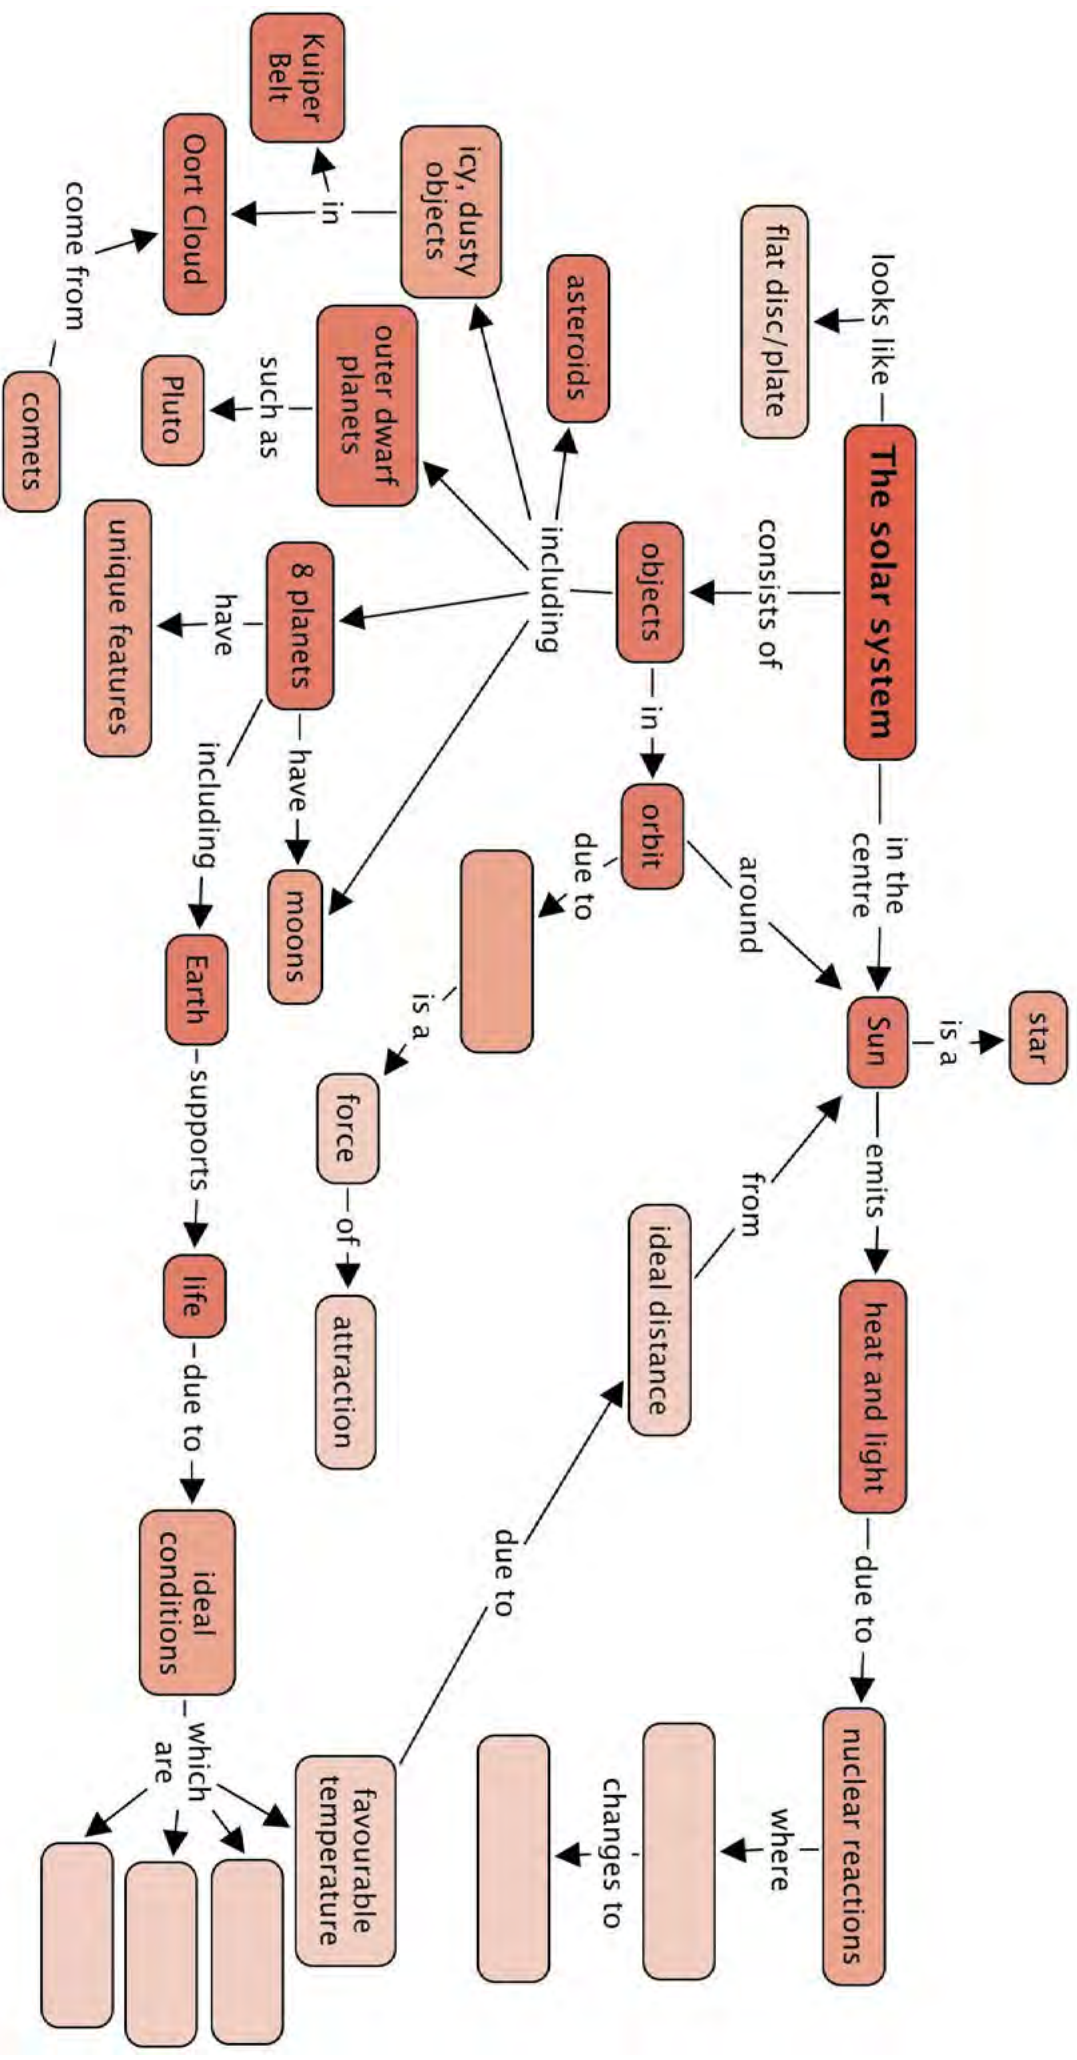 star
The solar system
looks like
in the
centre
Sun
is a
emits
heat and light
due to
nuclear reactions
flat disc/plate
consists of
around
from
where
objects
in
orbit
ideal distance
changes to
asteroids
including
due to
due to
icy, dusty
objects
is a
outer dwarf
planets
force
of
attraction
favourable
temperature
Kuiper
Belt
in
such as
8 planets
have
moons
Oort Cloud
Pluto
have
including
Earth
supports
life
due to
ideal
conditions
which
are
come from
unique features
comets